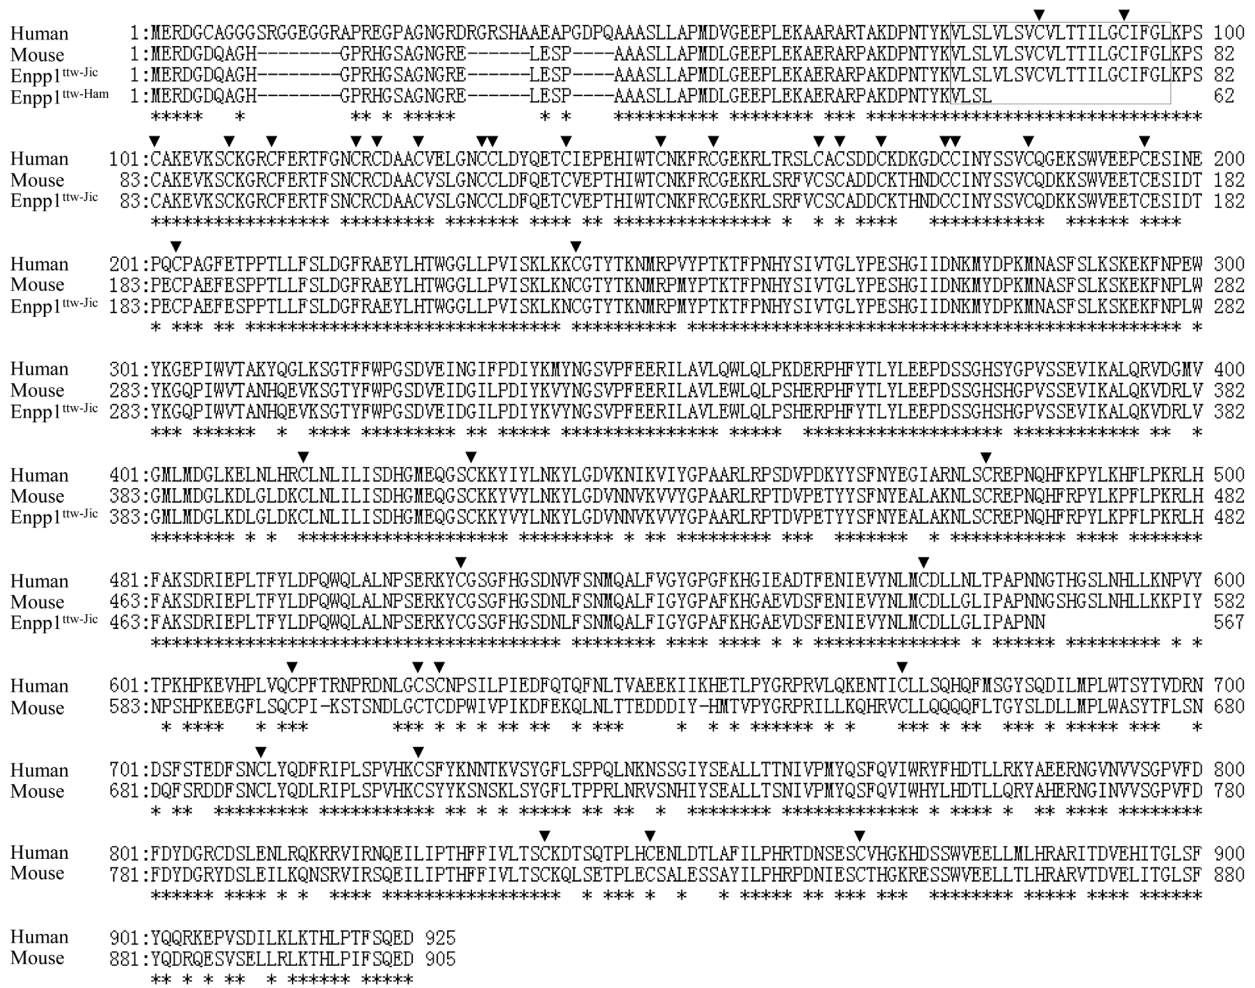 Human 1:MERDGCAGGGSRGGEGGRAPREGPAGNGRDRGRSHAAEAPGDPQAAASLLAPMDVGEEPLEKAARARTAKDPNTYKVLSLVLSVCVLTTILGCIFGLKPS 100
Mouse 1:MERDGDQAGH--------GPRHGSAGNGRE------LESP----AAASLLAPMDLGEEPLEKAERARPAKDPNTYKVLSLVLSVCVLTTILGCIFGLKPS 82
Enpp1ttw-Jic 1:MERDGDQAGH--------GPRHGSAGNGRE------LESP----AAASLLAPMDLGEEPLEKAERARPAKDPNTYKVLSLVLSVCVLTTILGCIFGLKPS 82
Enpp1ttw-Ham 1:MERDGDQAGH--------GPRHGSAGNGRE------LESP----AAASLLAPMDLGEEPLEKAERARPAKDPNTYKVLSL 62
***** * ** * ***** * * ********** ******** *** ********************************
Human 101:CAKEVKSCKGRCFERTFGNCRCDAACVELGNCCLDYQETCIEPEHIWTCNKFRCGEKRLTRSLCACSDDCKDKGDCCINYSSVCQGEKSWVEEPCESINE 200
Mouse 83:CAKEVKSCKGRCFERTFSNCRCDAACVSLGNCCLDFQETCVEPTHIWTCNKFRCGEKRLSRFVCSCADDCKTHNDCCINYSSVCQDKKSWVEETCESIDT 182
Enpp1ttw-Jic 83:CAKEVKSCKGRCFERTFSNCRCDAACVSLGNCCLDFQETCVEPTHIWTCNKFRCGEKRLSRFVCSCADDCKTHNDCCINYSSVCQDKKSWVEETCESIDT 182
***************** ********* ******* **** ** *************** * * * **** *********** ****** ****
Human 201:PQCPAGFETPPTLLFSLDGFRAEYLHTWGGLLPVISKLKKCGTYTKNMRPVYPTKTFPNHYSIVTGLYPESHGIIDNKMYDPKMNASFSLKSKEKFNPEW 300
Mouse 183:PECPAEFESPPTLLFSLDGFRAEYLHTWGGLLPVISKLKNCGTYTKNMRPMYPTKTFPNHYSIVTGLYPESHGIIDNKMYDPKMNASFSLKSKEKFNPLW 282
Enpp1ttw-Jic 183:PECPAEFESPPTLLFSLDGFRAEYLHTWGGLLPVISKLKNCGTYTKNMRPMYPTKTFPNHYSIVTGLYPESHGIIDNKMYDPKMNASFSLKSKEKFNPLW 282
* *** ** ****************************** ********** *********************************************** *
Human 301:YKGEPIWVTAKYQGLKSGTFFWPGSDVEINGIFPDIYKMYNGSVPFEERILAVLQWLQLPKDERPHFYTLYLEEPDSSGHSYGPVSSEVIKALQRVDGMV 400
Mouse 283:YKGQPIWVTANHQEVKSGTYFWPGSDVEIDGILPDIYKVYNGSVPFEERILAVLEWLQLPSHERPHFYTLYLEEPDSSGHSHGPVSSEVIKALQKVDRLV 382
Enpp1ttw-Jic 283:YKGQPIWVTANHQEVKSGTYFWPGSDVEIDGILPDIYKVYNGSVPFEERILAVLEWLQLPSHERPHFYTLYLEEPDSSGHSHGPVSSEVIKALQKVDRLV 382
*** ****** * **** ********* ** ***** *************** ***** ******************* ************ ** *
Human 401:GMLMDGLKELNLHRCLNLILISDHGMEQGSCKKYIYLNKYLGDVKNIKVIYGPAARLRPSDVPDKYYSFNYEGIARNLSCREPNQHFKPYLKHFLPKRLH 500
Mouse 383:GMLMDGLKDLGLDKCLNLILISDHGMEQGSCKKYVYLNKYLGDVNNVKVVYGPAARLRPTDVPETYYSFNYEALAKNLSCREPNQHFRPYLKPFLPKRLH 482
Enpp1ttw-Jic 383:GMLMDGLKDLGLDKCLNLILISDHGMEQGSCKKYVYLNKYLGDVNNVKVVYGPAARLRPTDVPETYYSFNYEALAKNLSCREPNQHFRPYLKPFLPKRLH 482
******** * * ******************* ********* * ** ********* *** ******* * *********** **** *******
Human 481:FAKSDRIEPLTFYLDPQWQLALNPSERKYCGSGFHGSDNVFSNMQALFVGYGPGFKHGIEADTFENIEVYNLMCDLLNLTPAPNNGTHGSLNHLLKNPVY 600
Mouse 463:FAKSDRIEPLTFYLDPQWQLALNPSERKYCGSGFHGSDNLFSNMQALFIGYGPAFKHGAEVDSFENIEVYNLMCDLLGLIPAPNNGSHGSLNHLLKKPIY 582
Enpp1ttw-Jic 463:FAKSDRIEPLTFYLDPQWQLALNPSERKYCGSGFHGSDNLFSNMQALFIGYGPAFKHGAEVDSFENIEVYNLMCDLLGLIPAPNN 567
*************************************** ******** **** **** * * ************** * ****** ********* * *
Human 601:TPKHPKEVHPLVQCPFTRNPRDNLGCSCNPSILPIEDFQTQFNLTVAEEKIIKHETLPYGRPRVLQKENTICLLSQHQFMSGYSQDILMPLWTSYTVDRN 700
Mouse 583:NPSHPKEEGFLSQCPI-KSTSNDLGCTCDPWIVPIKDFEKQLNLTTEDDDIY-HMTVPYGRPRILLKQHRVCLLQQQQFLTGYSLDLLMPLWASYTFLSN 680
* **** * *** *** * * * ** ** * *** * * * ****** * * *** * ** *** * ***** *** *
Human 701:DSFSTEDFSNCLYQDFRIPLSPVHKCSFYKNNTKVSYGFLSPPQLNKNSSGIYSEALLTTNIVPMYQSFQVIWRYFHDTLLRKYAEERNGVNVVSGPVFD 800
Mouse 681:DQFSRDDFSNCLYQDLRIPLSPVHKCSYYKSNSKLSYGFLTPPRLNRVSNHIYSEALLTSNIVPMYQSFQVIWHYLHDTLLQRYAHERNGINVVSGPVFD 780
* ** ********* *********** ** * * ***** ** ** * ******** ************* * ***** ** **** *********
Human 801:FDYDGRCDSLENLRQKRRVIRNQEILIPTHFFIVLTSCKDTSQTPLHCENLDTLAFILPHRTDNSESCVHGKHDSSWVEELLMLHRARITDVEHITGLSF 900
Mouse 781:FDYDGRYDSLEILKQNSRVIRSQEILIPTHFFIVLTSCKQLSETPLECSALESSAYILPHRPDNIESCTHGKRESSWVEELLTLHRARVTDVELITGLSF 880
****** **** * * **** ***************** * *** * * * ***** ** *** *** ******** ***** **** ******
Human 901:YQQRKEPVSDILKLKTHLPTFSQED 925
Mouse 881:YQDRQESVSELLRLKTHLPIFSQED 905
** * * ** * ****** *****